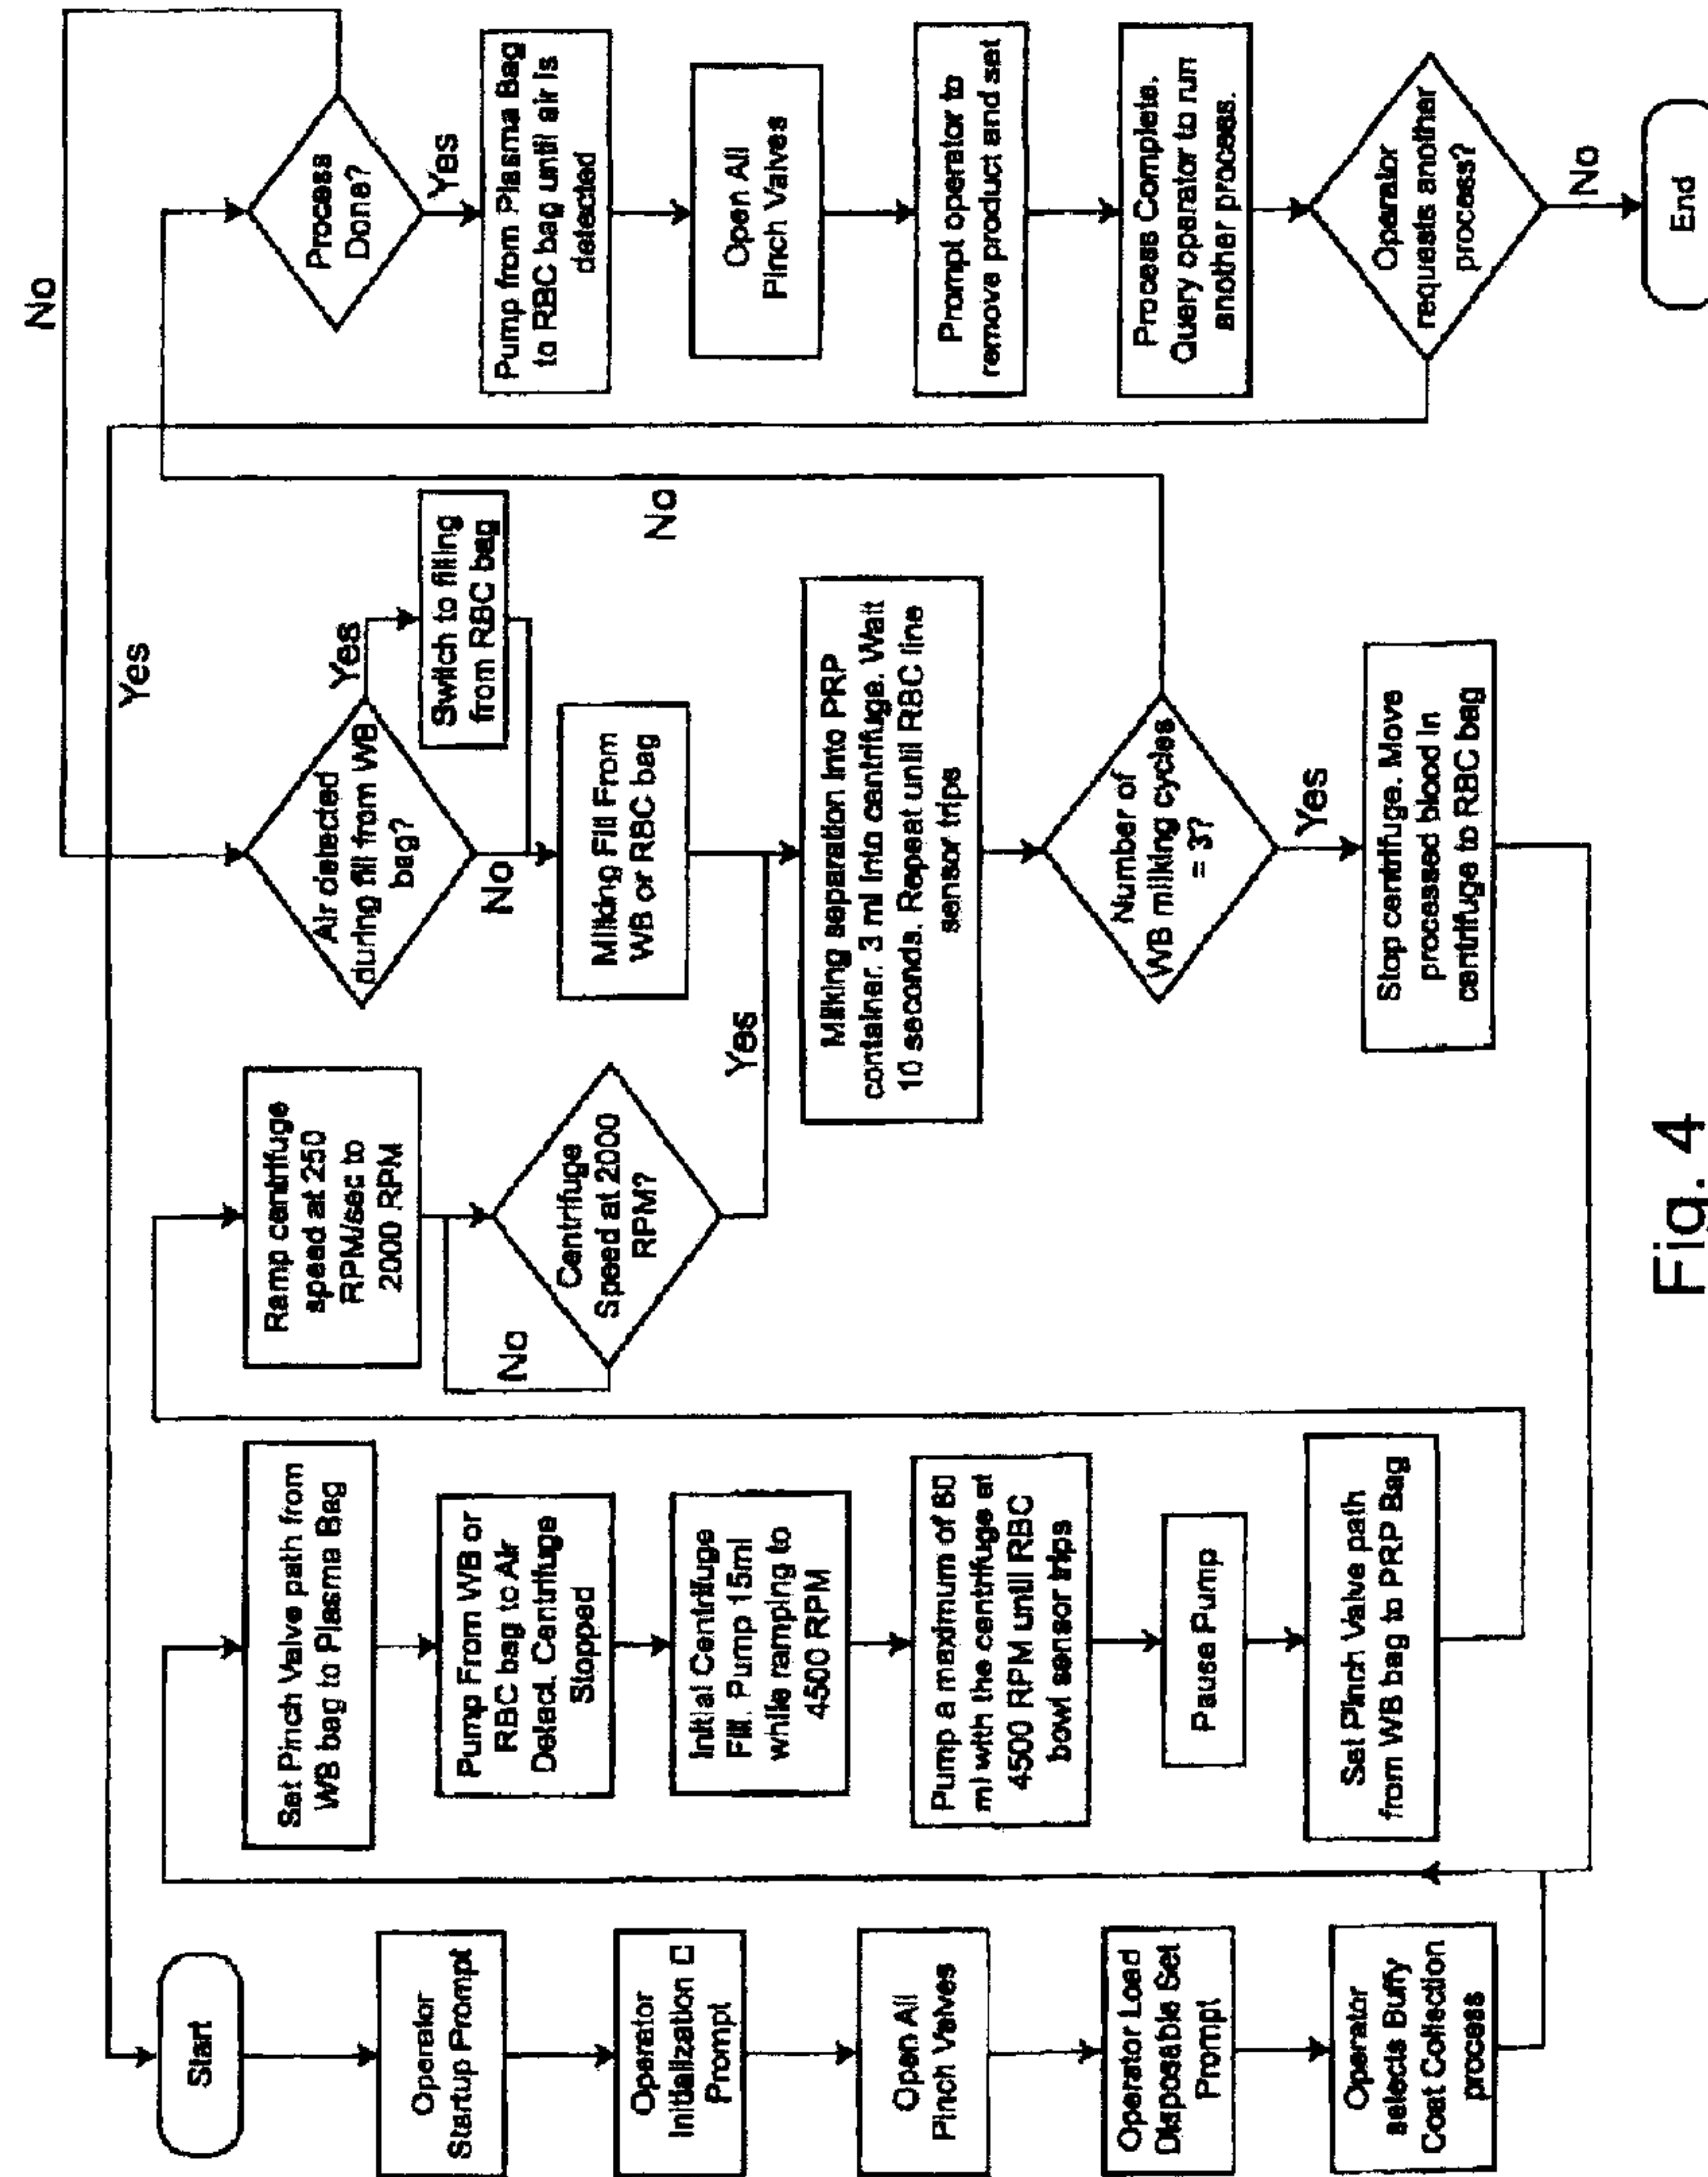 Start
Operator
Startup Prompt
Operator
Initialization
Prompt
Open All
Pinch Valves
Operator Load
Disposable Set
Prompt
Operator
selects Buffy
Coat Collection
process
Set Pinch Valve path from
WB bag to Plasma Bag
Pump From WB or
RBC bag to Air
Detect. Centrifuge
Stopped
Initial Centrifuge
Fill. Pump 15ml
while ramping to
4500 RPM
Pump a maximum of 60
ml with the centrifuge at
4500 RPM until RBC
bowl sensor trips
Pause Pump
Set Pinch Valve path
from WB bag to PRP Bag
Ramp centrifuge
speed at 250
RPM/sec to
2000 RPM
No
Centrifuge
Speed at 2000
RPM?
Yes
Air detected
during fill from WB
bag?
Yes
Switch to filling
from RBC bag
No
Milking Fill From
WB or RBC bag
Milking separation into PRP
container. 3 ml into centrifuge. Wait
10 seconds. Repeat until RBC line
sensor trips
Number of
WB milking cycles
= 3?
No
Yes
Stop centrifuge. Move
processed blood in
centrifuge to RBC bag
Yes
No
Process
Done?
Yes
Pump from Plasma Bag
to RBC bag until air is
detected
Open All
Pinch Valves
Prompt operator to
remove product and set
Process Complete.
Query operator to run
another process.
Operator
requests another
process?
No
End
Fig. 4